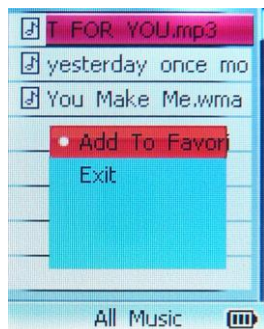 T FOR YOU.mp3
yesterday once mo
You Make Me.wma
Add To Favori
Exit
All Music